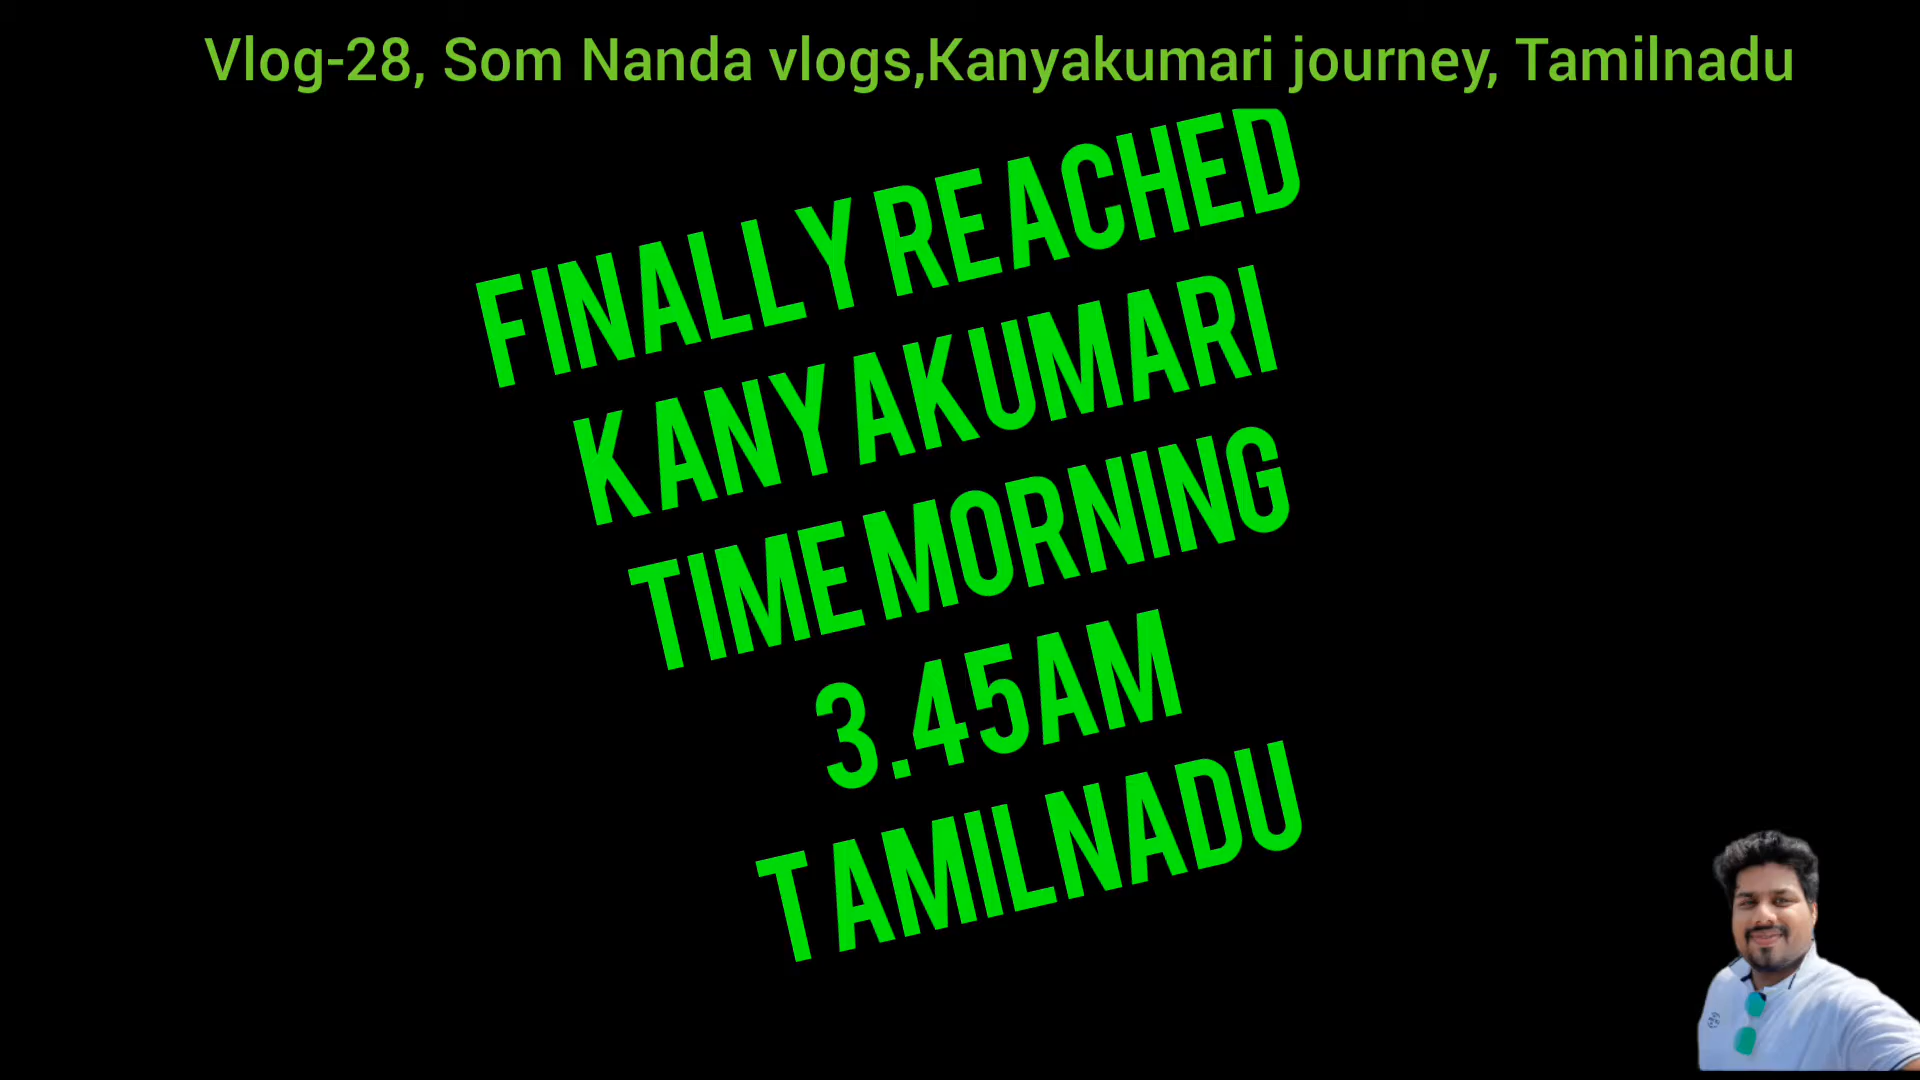 Vlog-28, Som Nanda vlogs,Kanyakumari journey, Tamilnadu
FINALLY REACHED
KANYAKUMARI
TIME MORNING
3.45AM
TAMILNADU